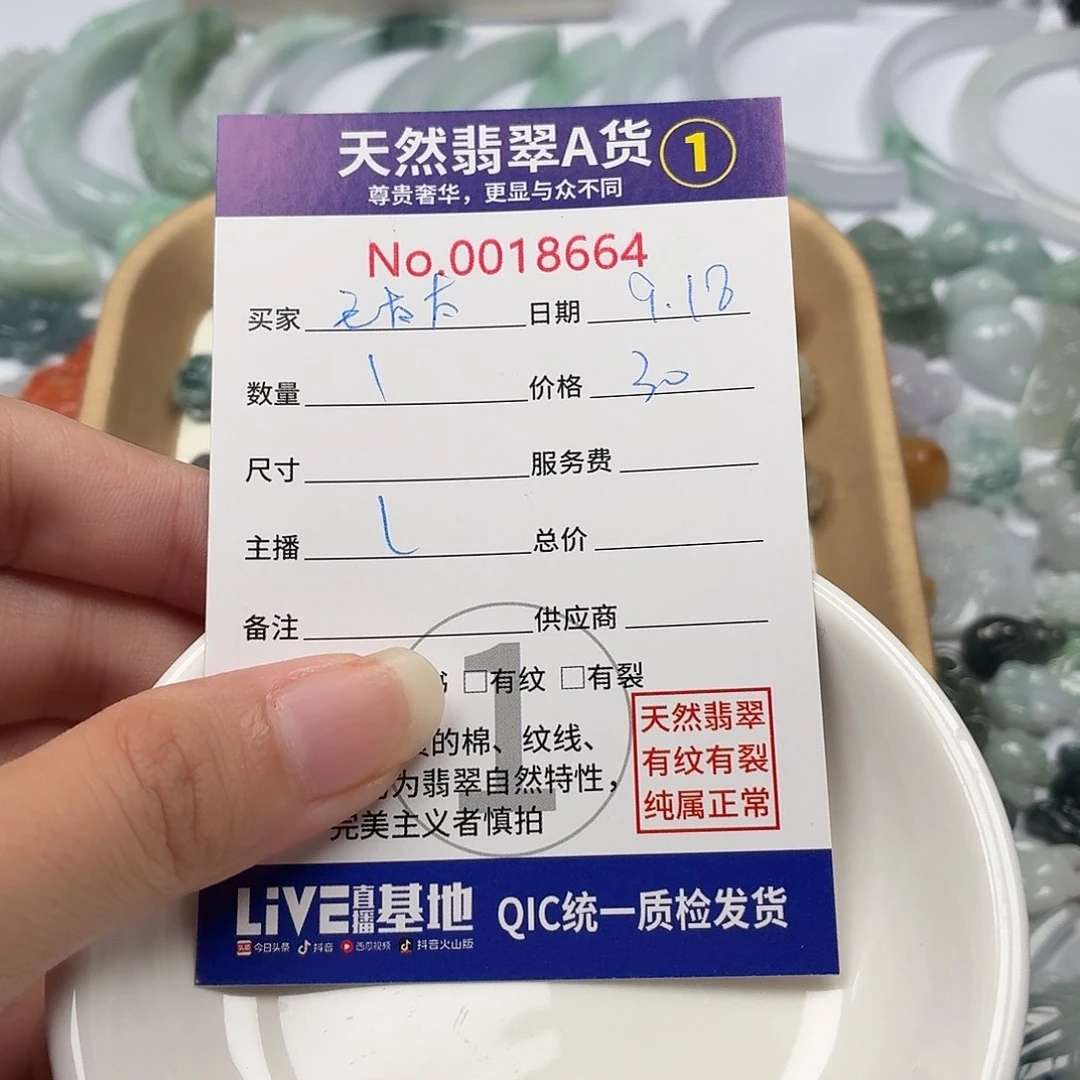 天然翡翠A货 1
尊贵奢华，更显与众不同
No.0018664
买家 王卡卡 日期 9.18
数量 1 价格 30
尺寸 服务费
主播 L 总价
备注 供应商
□有纹 □有裂
的棉、纹线、
为翡翠自然特性，
完美主义者慎拍
1
天然翡翠
有纹有裂
纯属正常
LiVE直播基地 QIC统一质检发货
头条 今日头条 抖音 西瓜视频 抖音火山版